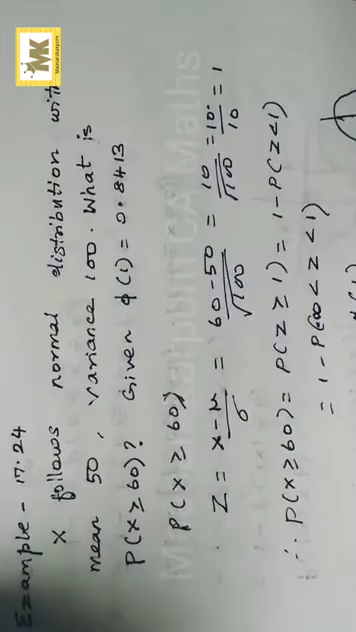 Example - 17.24
X follows normal distribution with
mean 50, variance 100. What is
P(X ≥ 60)? Given φ(1) = 0.8413
P(X ≥ 60)
Z = x-μ/σ = 60-50/√100 = 10/√100 = 10/10 = 1
∴ P(X ≥ 60) = P(Z ≥ 1) = 1 - P(Z < 1)
= 1 - P(∞ < Z < 1)
MK